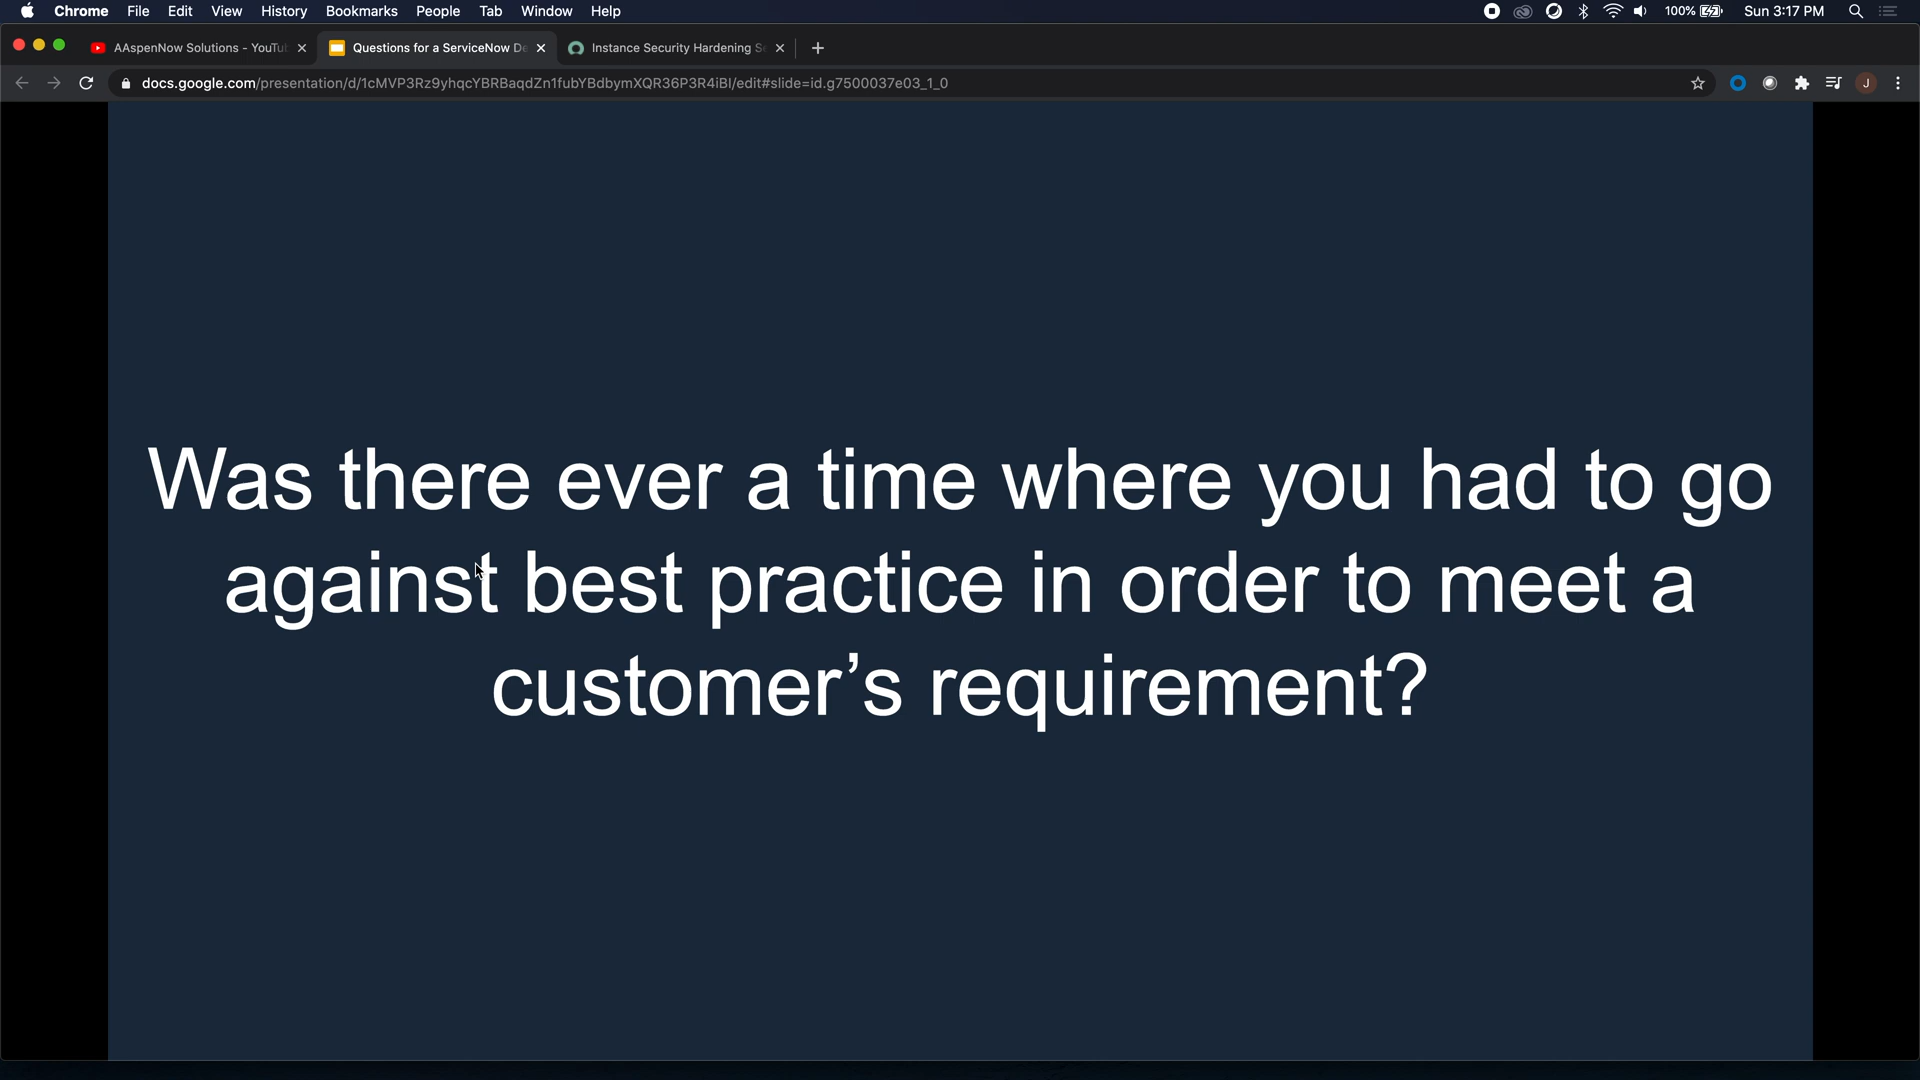 Chrome File Edit View History Bookmarks People Tab Window Help 100% Sun 3:17 PM
AAspenNow Solutions - YouTu Questions for a ServiceNow De Instance Security Hardening S
docs.google.com/presentation/d/1cMVP3Rz9yhqcYBRBaqdZn1fubYBdbymXQR36P3R4iBI/edit#slide=id.g7500037e03_1_0 J
Was there ever a time where you had to go
against best practice in order to meet a
customer’s requirement?